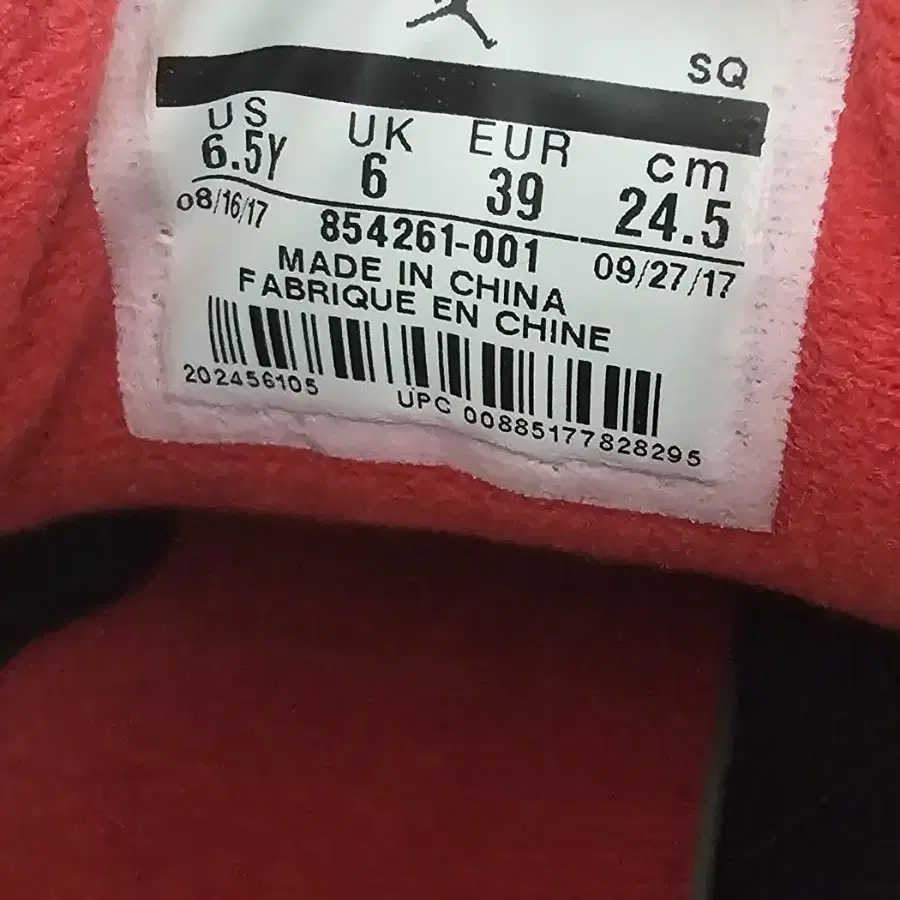 SQ
US UK EUR cm
6.5Y 6 39 24.5
08/16/17 854261-001 09/27/17
MADE IN CHINA
FABRIQUE EN CHINE
202456105 UPC 00885177828295